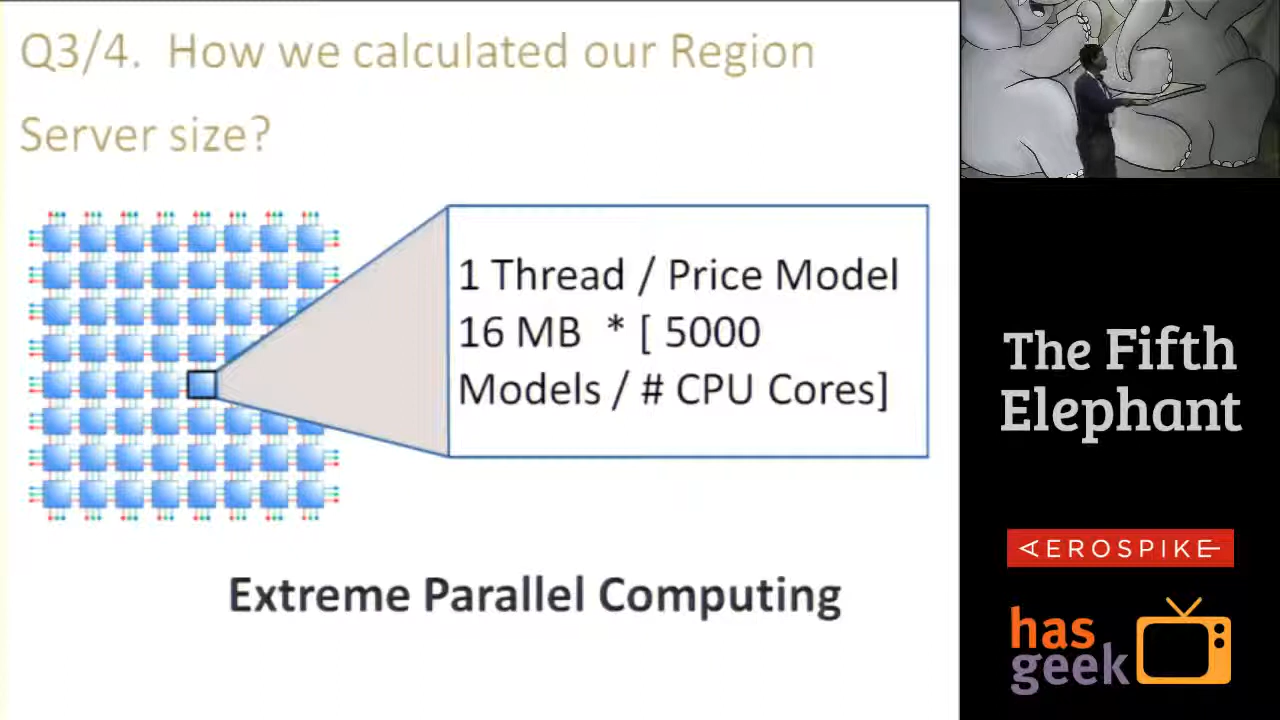 Q3/4. How we calculated our Region
Server size?
1 Thread / Price Model
16 MB * [ 5000
Models / # CPU Cores]
Extreme Parallel Computing
The Fifth
Elephant
AEROSPIKE
has
geek